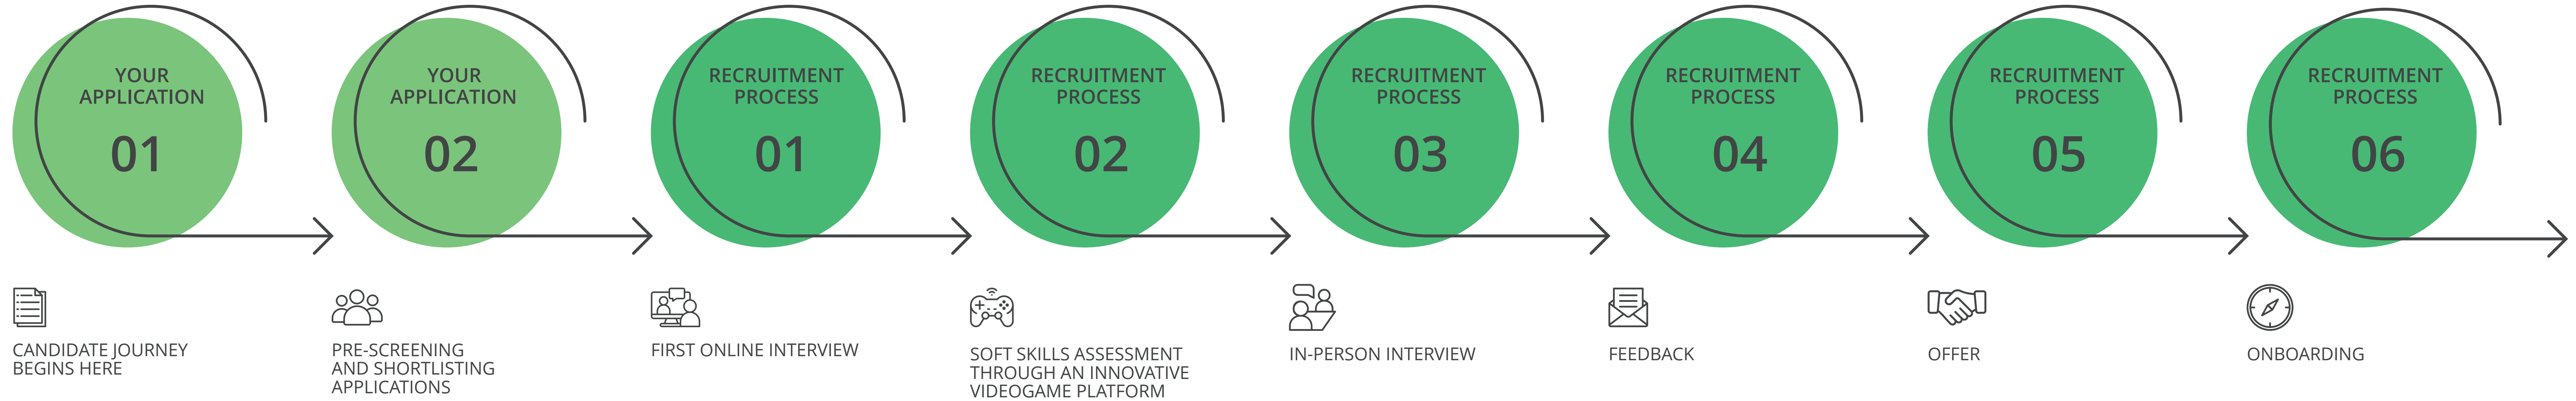 YOUR
APPLICATION
01
YOUR
APPLICATION
02
RECRUITMENT
PROCESS
01
RECRUITMENT
PROCESS
02
RECRUITMENT
PROCESS
03
RECRUITMENT
PROCESS
04
RECRUITMENT
PROCESS
05
RECRUITMENT
PROCESS
06
CANDIDATE JOURNEY
BEGINS HERE
PRE-SCREENING
AND SHORTLISTING
APPLICATIONS
FIRST ONLINE INTERVIEW
SOFT SKILLS ASSESSMENT
THROUGH AN INNOVATIVE
VIDEOGAME PLATFORM
IN-PERSON INTERVIEW
FEEDBACK
OFFER
ONBOARDING